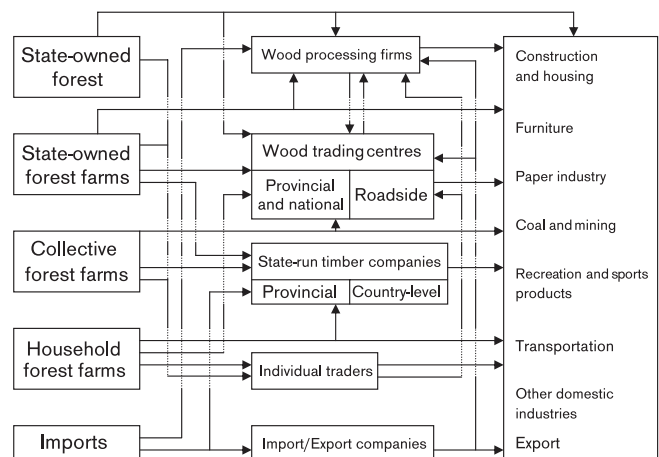 State-owned
forest
State-owned
forest farms
Collective
forest farms
Household
forest farms
Imports
Wood processing firms
Wood trading centres
Provincial
and national
Roadside
State-run timber companies
Provincial
Country-level
Individual traders
Import/Export companies
Construction
and housing
Furniture
Paper industry
Coal and mining
Recreation and sports
products
Transportation
Other domestic
industries
Export